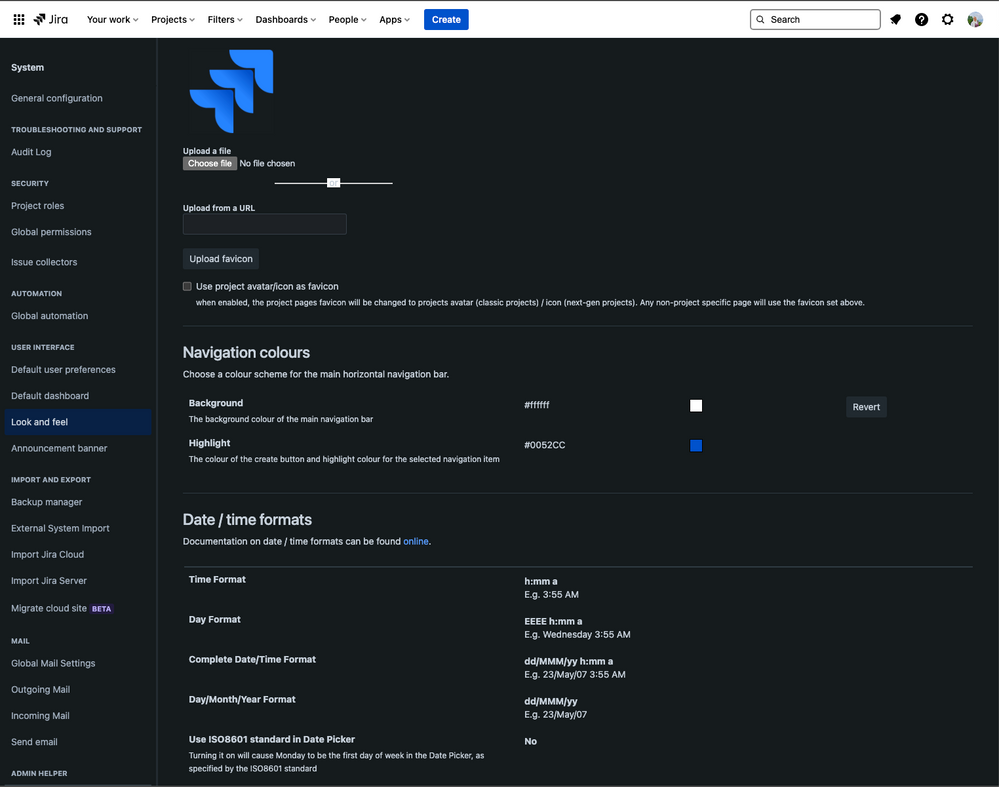 Jira Your work Projects Filters Dashboards People Apps Create Search
System
General configuration
TROUBLESHOOTING AND SUPPORT
Audit Log
SECURITY
Project roles
Global permissions
Issue collectors
AUTOMATION
Global automation
USER INTERFACE
Default user preferences
Default dashboard
Look and feel
Announcement banner
IMPORT AND EXPORT
Backup manager
External System Import
Import Jira Cloud
Import Jira Server
Migrate cloud site BETA
MAIL
Global Mail Settings
Outgoing Mail
Incoming Mail
Send email
ADMIN HELPER
Upload a file
Choose file No file chosen
Upload from a URL
Upload favicon
Use project avatar/icon as favicon
when enabled, the project pages favicon will be changed to projects avatar (classic projects) / icon (next-gen projects). Any non-project specific page will use the favicon set above.
Navigation colours
Choose a colour scheme for the main horizontal navigation bar.
Background #ffffff Revert
The background colour of the main navigation bar
Highlight #0052CC
The colour of the create button and highlight colour for the selected navigation item
Date / time formats
Documentation on date / time formats can be found online.
Time Format h:mm a
E.g. 3:55 AM
Day Format EEEE h:mm a
E.g. Wednesday 3:55 AM
Complete Date/Time Format dd/MMM/yy h:mm a
E.g. 23/May/07 3:55 AM
Day/Month/Year Format dd/MMM/yy
E.g. 23/May/07
Use ISO8601 standard in Date Picker No
Turning it on will cause Monday to be the first day of week in the Date Picker, as
specified by the ISO8601 standard